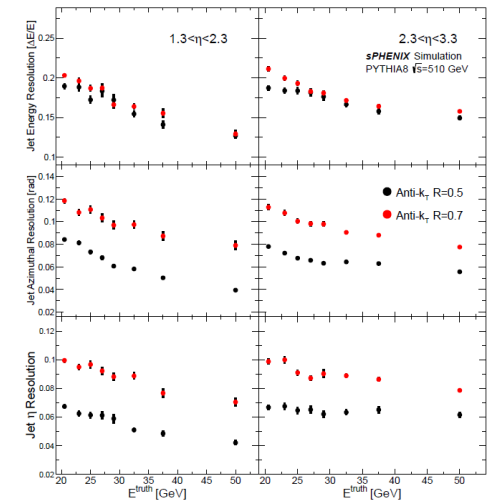 1.3<η<2.3
2.3<η<3.3
sPHENIX Simulation
PYTHIA8 √s=510 GeV
Jet Energy Resolution [ΔE/E]
0.25
0.2
0.15
0.1
Anti-kT R=0.5
Anti-kT R=0.7
Jet Azimuthal Resolution [rad]
0.14
0.12
0.1
0.08
0.06
0.04
0.02
Jet η Resolution
0.12
0.1
0.08
0.06
0.04
0.02
20 25 30 35 40 45 50
20 25 30 35 40 45 50
E^truth [GeV]
E^truth [GeV]